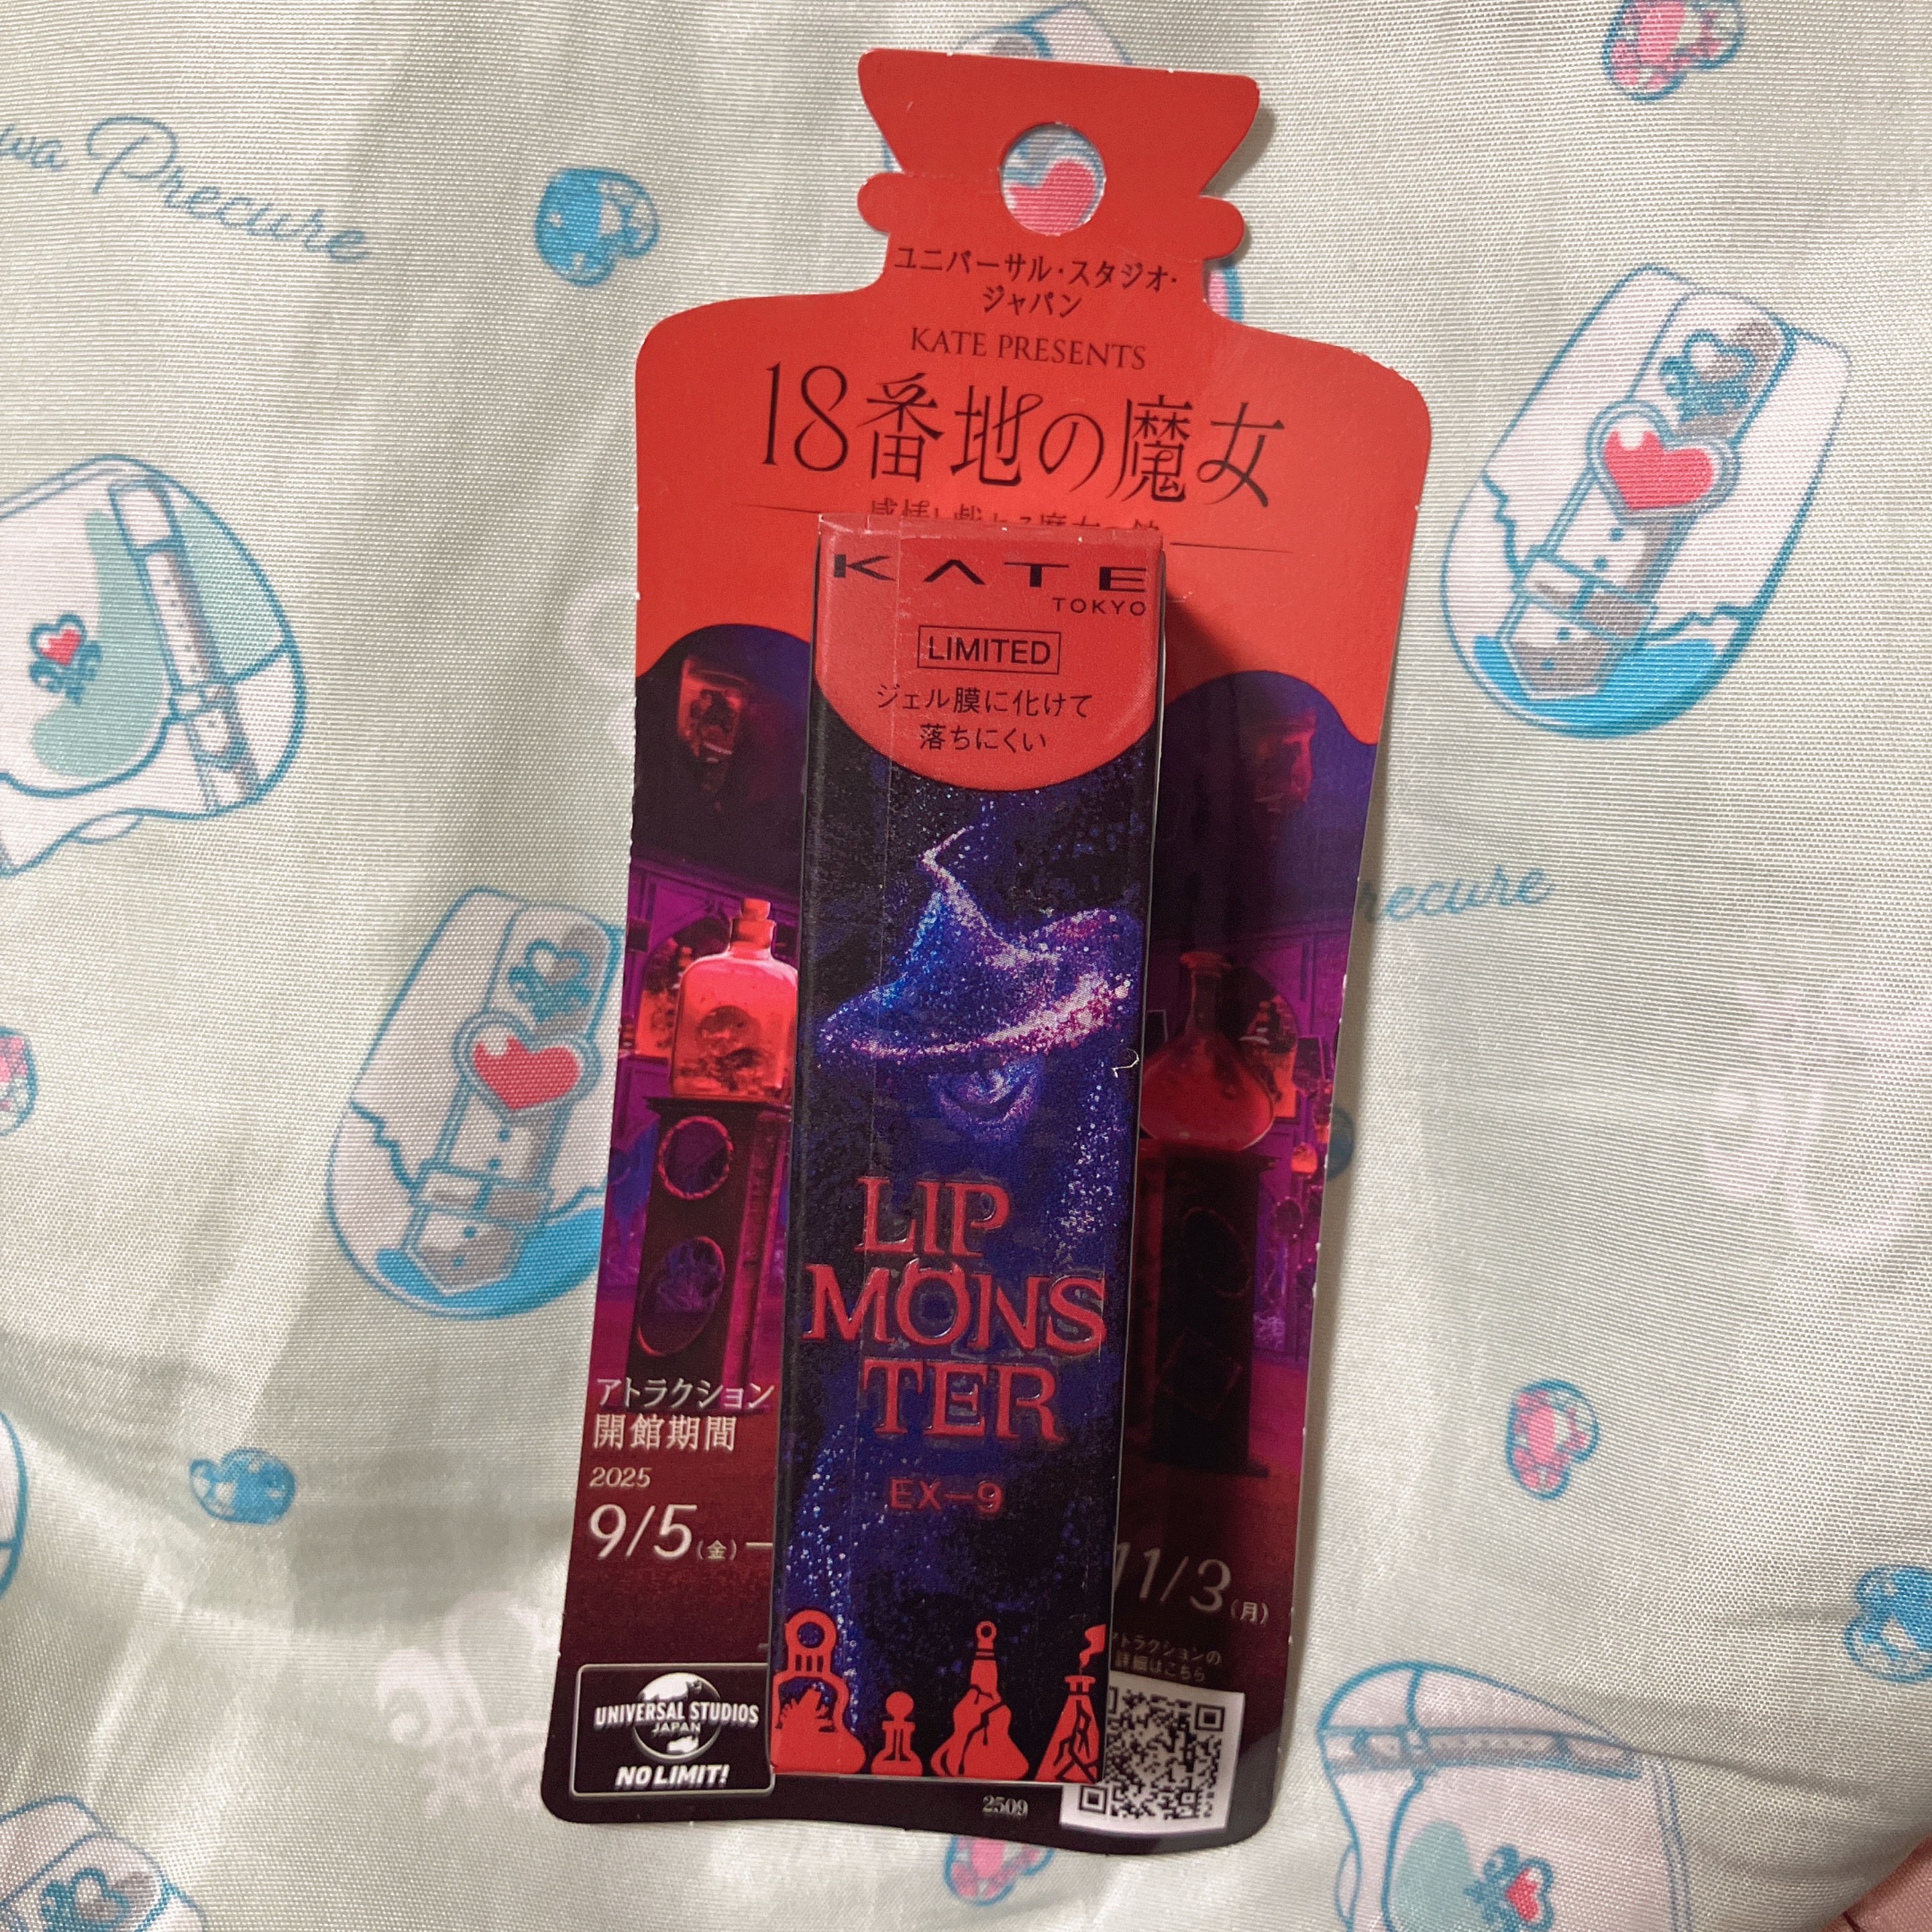 wa Precure
ユニバーサル・スタジオ・
ジャパン
KATE PRESENTS
18番地の魔女
KATE
TOKYO
LIMITED
ジェル膜に化けて
落ちにくい
recure
LIP
MONS
TER
EX-9
アトラクション
開館期間
2025
9/5(金)–
11/3(月)
アトラクションの
詳細はこちら
UNIVERSAL STUDIOS
JAPAN
NO LIMIT!
2509